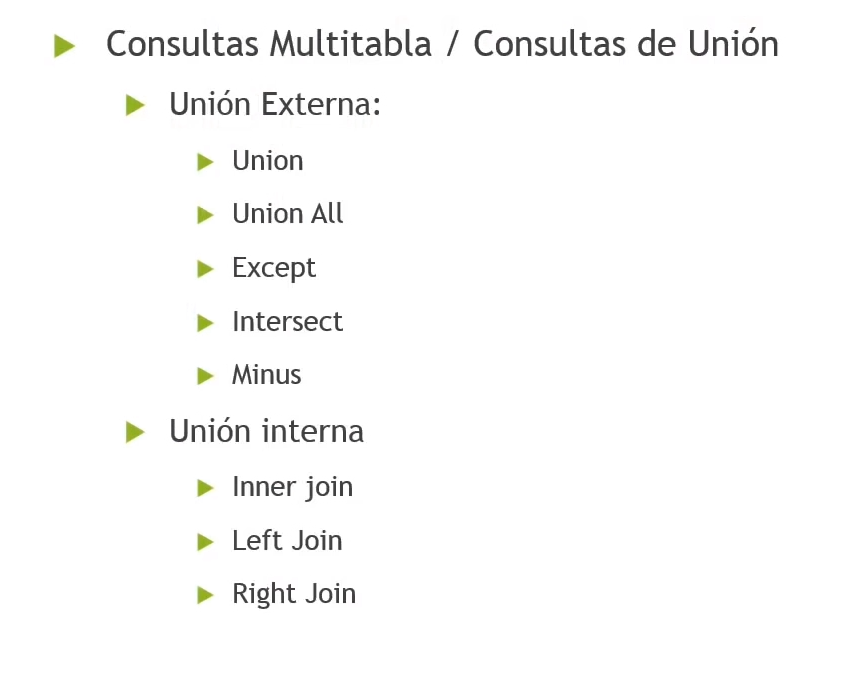 Consultas Multitabla / Consultas de Unión
Unión Externa:
Union
Union All
Except
Intersect
Minus
Unión interna
Inner join
Left Join
Right Join